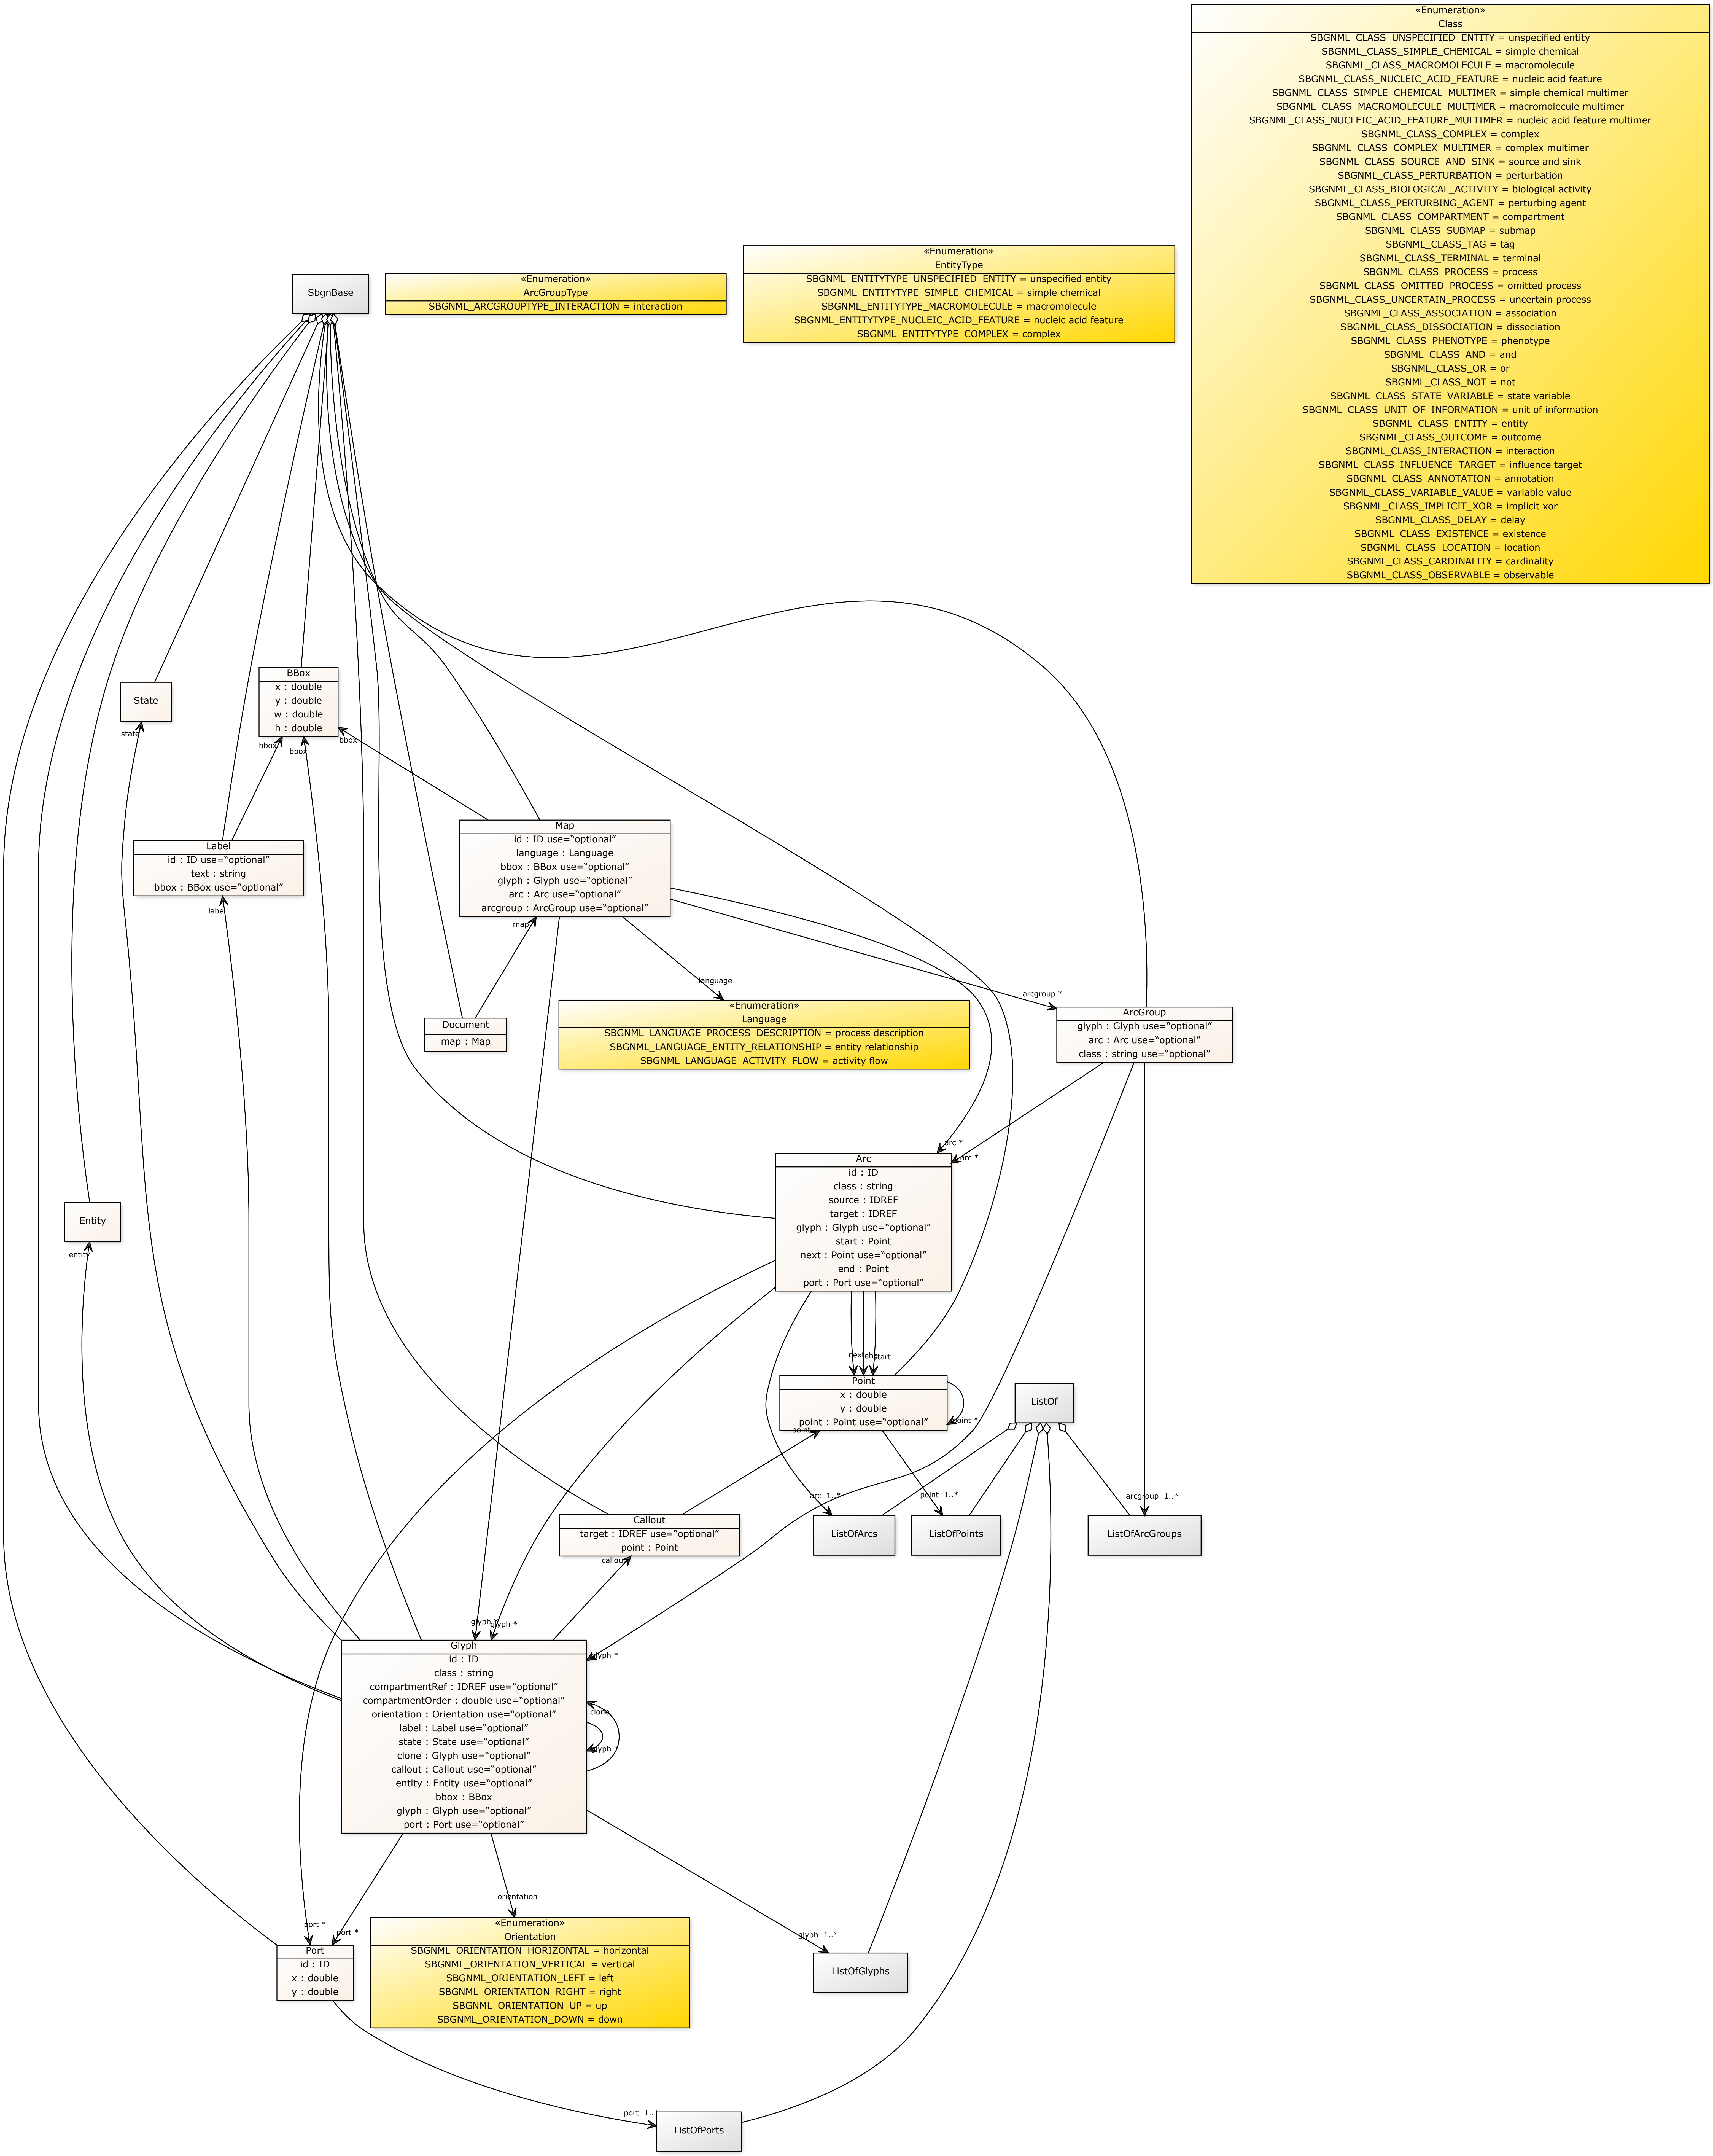 «Enumeration»
Class
SBGNML_CLASS_UNSPECIFIED_ENTITY = unspecified entity
SBGNML_CLASS_SIMPLE_CHEMICAL = simple chemical
SBGNML_CLASS_MACROMOLECULE = macromolecule
SBGNML_CLASS_NUCLEIC_ACID_FEATURE = nucleic acid feature
SBGNML_CLASS_SIMPLE_CHEMICAL_MULTIMER = simple chemical multimer
SBGNML_CLASS_MACROMOLECULE_MULTIMER = macromolecule multimer
SBGNML_CLASS_NUCLEIC_ACID_FEATURE_MULTIMER = nucleic acid feature multimer
SBGNML_CLASS_COMPLEX = complex
SBGNML_CLASS_COMPLEX_MULTIMER = complex multimer
SBGNML_CLASS_SOURCE_AND_SINK = source and sink
SBGNML_CLASS_PERTURBATION = perturbation
SBGNML_CLASS_BIOLOGICAL_ACTIVITY = biological activity
SBGNML_CLASS_PERTURBING_AGENT = perturbing agent
SBGNML_CLASS_COMPARTMENT = compartment
SBGNML_CLASS_SUBMAP = submap
SBGNML_CLASS_TAG = tag
SBGNML_CLASS_TERMINAL = terminal
SBGNML_CLASS_PROCESS = process
SBGNML_CLASS_OMITTED_PROCESS = omitted process
SBGNML_CLASS_UNCERTAIN_PROCESS = uncertain process
SBGNML_CLASS_ASSOCIATION = association
SBGNML_CLASS_DISSOCIATION = dissociation
SBGNML_CLASS_PHENOTYPE = phenotype
SBGNML_CLASS_AND = and
SBGNML_CLASS_OR = or
SBGNML_CLASS_NOT = not
SBGNML_CLASS_STATE_VARIABLE = state variable
SBGNML_CLASS_UNIT_OF_INFORMATION = unit of information
SBGNML_CLASS_ENTITY = entity
SBGNML_CLASS_OUTCOME = outcome
SBGNML_CLASS_INTERACTION = interaction
SBGNML_CLASS_INFLUENCE_TARGET = influence target
SBGNML_CLASS_ANNOTATION = annotation
SBGNML_CLASS_VARIABLE_VALUE = variable value
SBGNML_CLASS_IMPLICIT_XOR = implicit xor
SBGNML_CLASS_DELAY = delay
SBGNML_CLASS_EXISTENCE = existence
SBGNML_CLASS_LOCATION = location
SBGNML_CLASS_CARDINALITY = cardinality
SBGNML_CLASS_OBSERVABLE = observable
SbgnBase
«Enumeration»
ArcGroupType
SBGNML_ARCGROUPTYPE_INTERACTION = interaction
«Enumeration»
EntityType
SBGNML_ENTITYTYPE_UNSPECIFIED_ENTITY = unspecified entity
SBGNML_ENTITYTYPE_SIMPLE_CHEMICAL = simple chemical
SBGNML_ENTITYTYPE_MACROMOLECULE = macromolecule
SBGNML_ENTITYTYPE_NUCLEIC_ACID_FEATURE = nucleic acid feature
SBGNML_ENTITYTYPE_COMPLEX = complex
State
state
BBox
x : double
y : double
w : double
h : double
bbox
bbox
bbox
Label
id : ID use=“optional”
text : string
bbox : BBox use=“optional”
label
Map
id : ID use=“optional”
language : Language
bbox : BBox use=“optional”
glyph : Glyph use=“optional”
arc : Arc use=“optional”
arcgroup : ArcGroup use=“optional”
map
language
arcgroup *
Document
map : Map
«Enumeration»
Language
SBGNML_LANGUAGE_PROCESS_DESCRIPTION = process description
SBGNML_LANGUAGE_ENTITY_RELATIONSHIP = entity relationship
SBGNML_LANGUAGE_ACTIVITY_FLOW = activity flow
ArcGroup
glyph : Glyph use=“optional”
arc : Arc use=“optional”
class : string use=“optional”
arc *
arc *
Arc
id : ID
class : string
source : IDREF
target : IDREF
glyph : Glyph use=“optional”
start : Point
next : Point use=“optional”
end : Point
port : Port use=“optional”
Entity
entity
next *
end
start
Point
x : double
y : double
point : Point use=“optional”
point *
point
ListOf
arc 1..*
point 1..*
arcgroup 1..*
ListOfArcs
ListOfPoints
ListOfArcGroups
Callout
target : IDREF use=“optional”
point : Point
callout
glyph *
glyph *
glyph *
Glyph
id : ID
class : string
compartmentRef : IDREF use=“optional”
compartmentOrder : double use=“optional”
orientation : Orientation use=“optional”
label : Label use=“optional”
state : State use=“optional”
clone : Glyph use=“optional”
callout : Callout use=“optional”
entity : Entity use=“optional”
bbox : BBox
glyph : Glyph use=“optional”
port : Port use=“optional”
clone
glyph *
orientation
port *
port *
glyph 1..*
Port
id : ID
x : double
y : double
«Enumeration»
Orientation
SBGNML_ORIENTATION_HORIZONTAL = horizontal
SBGNML_ORIENTATION_VERTICAL = vertical
SBGNML_ORIENTATION_LEFT = left
SBGNML_ORIENTATION_RIGHT = right
SBGNML_ORIENTATION_UP = up
SBGNML_ORIENTATION_DOWN = down
ListOfGlyphs
port 1..*
ListOfPorts